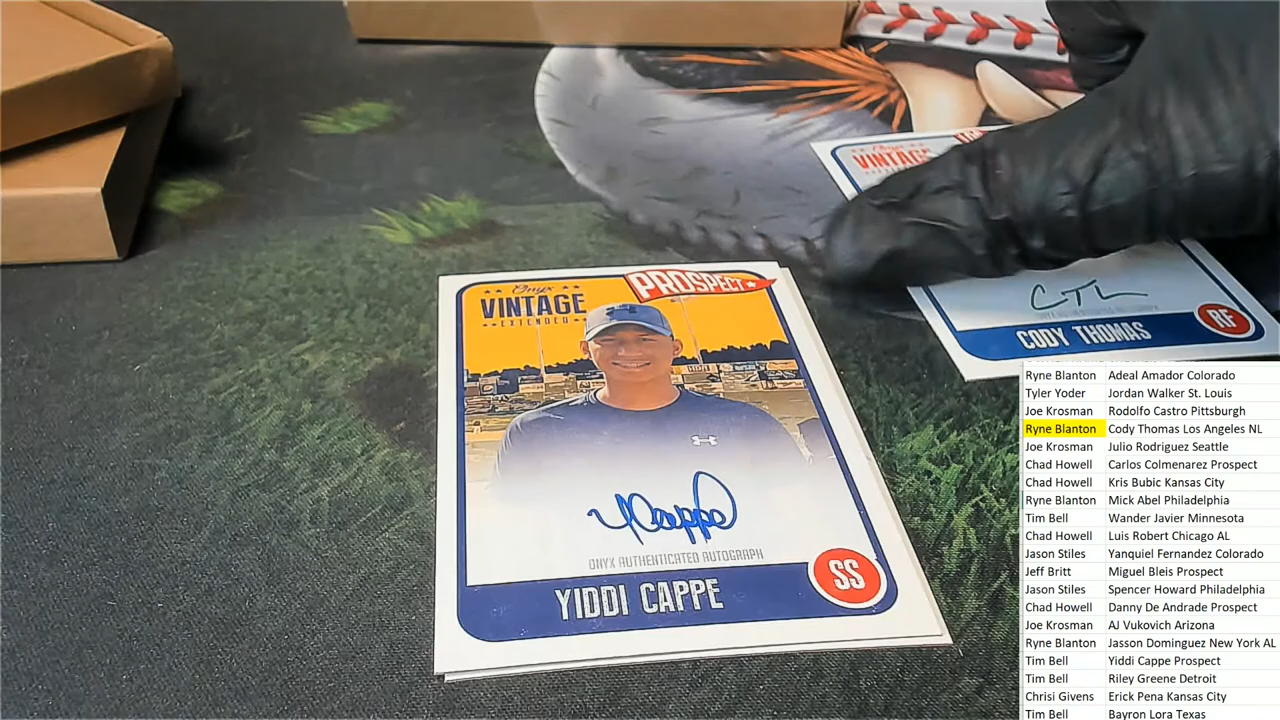 Onyx
VINTAGE
EXTENDED
PROSPECT
ONYX AUTHENTICATED AUTOGRAPH
YIDDI CAPPE
SS
Onyx
VINTAGE
CODY THOMAS
RF
Ryne Blanton Adeal Amador Colorado
Tyler Yoder Jordan Walker St. Louis
Joe Krosman Rodolfo Castro Pittsburgh
Ryne Blanton Cody Thomas Los Angeles NL
Joe Krosman Julio Rodriguez Seattle
Chad Howell Carlos Colmenarez Prospect
Chad Howell Kris Bubic Kansas City
Ryne Blanton Mick Abel Philadelphia
Tim Bell Wander Javier Minnesota
Chad Howell Luis Robert Chicago AL
Jason Stiles Yanquiel Fernandez Colorado
Jeff Britt Miguel Bleis Prospect
Jason Stiles Spencer Howard Philadelphia
Chad Howell Danny De Andrade Prospect
Joe Krosman AJ Vukovich Arizona
Ryne Blanton Jasson Dominguez New York AL
Tim Bell Yiddi Cappe Prospect
Tim Bell Riley Greene Detroit
Chrisi Givens Erick Pena Kansas City
Tim Bell Bayron Lora Texas